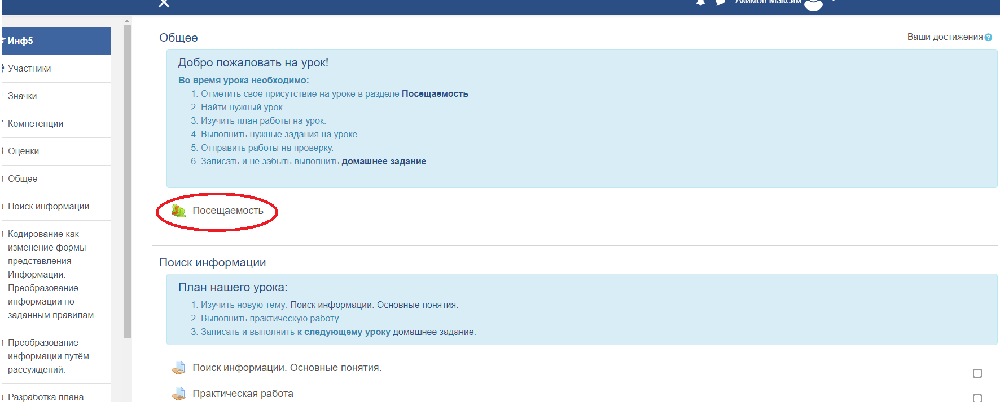 Акимов Максим
Инф5
Участники
Значки
Компетенции
Оценки
Общее
Поиск информации
Кодирование как
изменение формы
представления
Информации.
Преобразование
информации по
заданным правилам.
Преобразование
информации путём
рассуждений.
Разработка плана
Общее
Ваши достижения
Добро пожаловать на урок!
Во время урока необходимо:
1. Отметить свое присутствие на уроке в разделе Посещаемость
2. Найти нужный урок.
3. Изучить план работы на урок.
4. Выполнить нужные задания на уроке.
5. Отправить работы на проверку.
6. Записать и не забыть выполнить домашнее задание.
Посещаемость
Поиск информации
План нашего урока:
1. Изучить новую тему: Поиск информации. Основные понятия.
2. Выполнить практическую работу.
3. Записать и выполнить к следующему уроку домашнее задание.
Поиск информации. Основные понятия.
Практическая работа